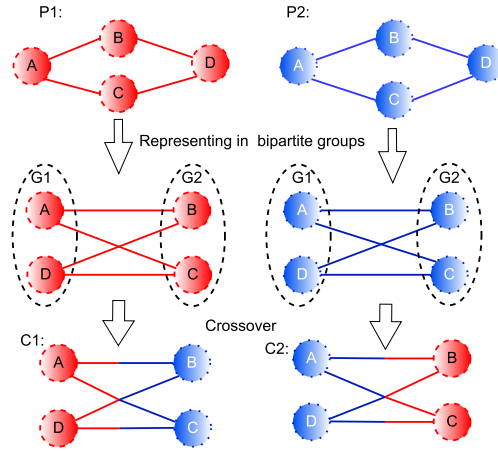 P1: P2:
B B
A D A D
C C
Representing in bipartite groups
G1 G2 G1 G2
A B A B
D C D C
Crossover
C1: C2:
A B A B
D C D C